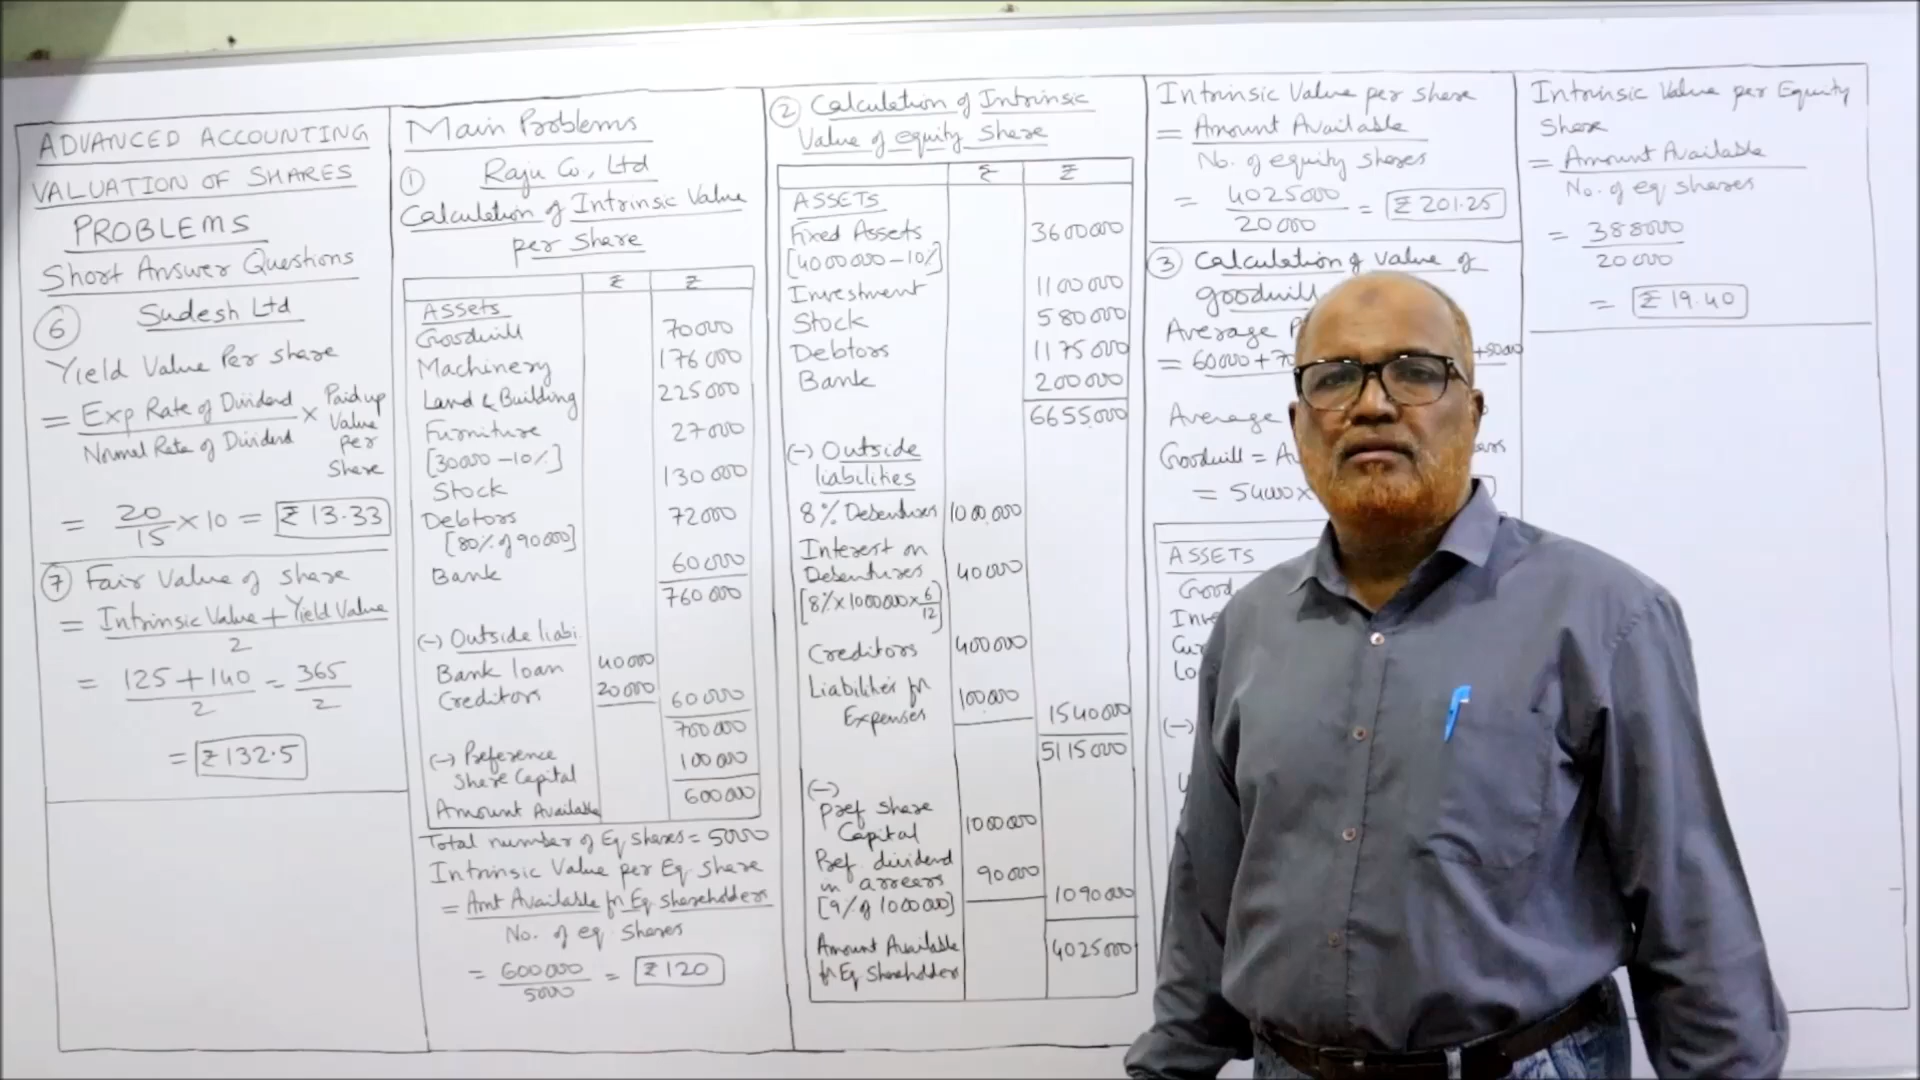 ADVANCED ACCOUNTING
VALUATION OF SHARES
PROBLEMS
Short Answer Questions
6 Sudesh Ltd
Yield Value Per share
= Exp Rate of Dividend × Paid up
Normal Rate of Dividend Value
per
Share
= 20 × 10 = ₹ 13.33
15
7 Fair Value of share
= Intrinsic Value + Yield Value
2
= 125 + 140 = 365
2 2
= ₹ 132.5
Main Problems
1 Raju Co., Ltd
Calculation of Intrinsic Value
per share
₹ ₹
Assets
Goodwill 70000
Machinery 176000
Land & Building 225000
Furniture 27000
[30000 - 10%]
Stock 130000
Debtors 72000
[80% of 90000]
Bank 60000
760000
(-) Outside liabi.
Bank loan 40000
Creditors 20000 60000
700000
(-) Preference
Share Capital 100000
Amount Available 600000
Total number of Eq shares = 5000
Intrinsic Value per Eq Share
= Amt Available for Eq shareholders
No. of eq shares
= 600000 = ₹ 120
5000
2 Calculation of Intrinsic
Value of equity share
₹ ₹
ASSETS
Fixed Assets 3600000
[4000000 - 10%]
Investment 1100000
Stock 580000
Debtors 1175000
Bank 200000
6655000
(-) Outside
liabilities
8% Debentures 1000000
Interest on
Debentures 40000
[8% × 1000000 × 6/12]
Creditors 400000
Liabilities for
Expenses 100000 1540000
5115000
(-)
Pref share
Capital 1000000
Pref. dividend
in arrears 90000
[9% of 1000000] 1090000
Amount Available 4025000
for Eq Shareholder
Intrinsic Value per share
= Amount Available
No. of equity shares
= 4025000 = ₹ 201.25
20000
3 Calculation of Value of
goodwill
Average
= 60000 + 70 +50000
Average
Goodwill =
= 54000 ×
ASSETS
(-)
Intrinsic Value per Equity
Share
= Amount Available
No. of eq shares
= 388000
20000
= ₹ 19.40